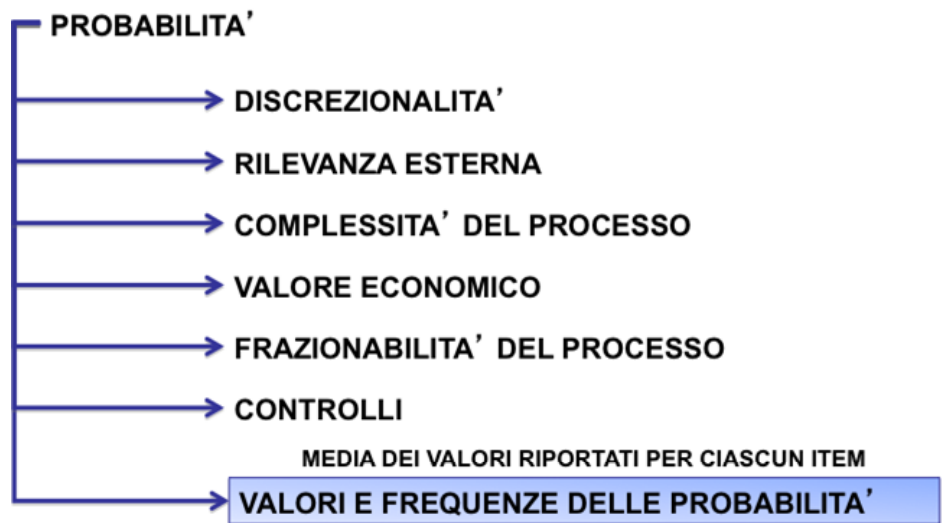 PROBABILITA’
DISCREZIONALITA’
RILEVANZA ESTERNA
COMPLESSITA’ DEL PROCESSO
VALORE ECONOMICO
FRAZIONABILITA’ DEL PROCESSO
CONTROLLI
MEDIA DEI VALORI RIPORTATI PER CIASCUN ITEM
VALORI E FREQUENZE DELLE PROBABILITA’